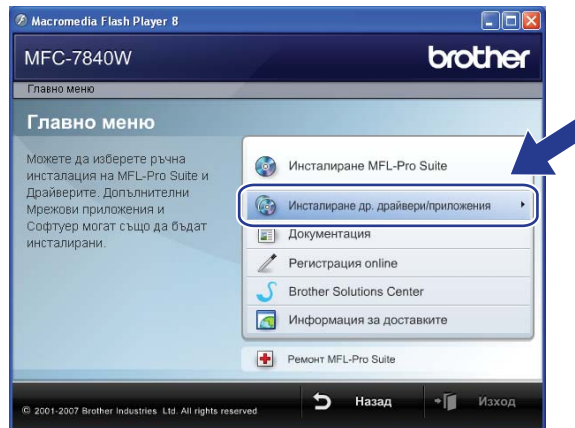 Macromedia Flash Player 8
MFC-7840W
brother
Главно меню
Главно меню
Можете да изберете ръчна
инсталация на MFL-Pro Suite и
Драйверите. Допълнителни
Мрежови приложения и
Софтуер могат също да бъдат
инсталирани.
Инсталиране MFL-Pro Suite
Инсталиране др. драйвери/приложения
Документация
Регистрация online
Brother Solutions Center
Информация за доставките
Ремонт MFL-Pro Suite
© 2001-2007 Brother Industries Ltd. All rights reserved
Назад
Изход